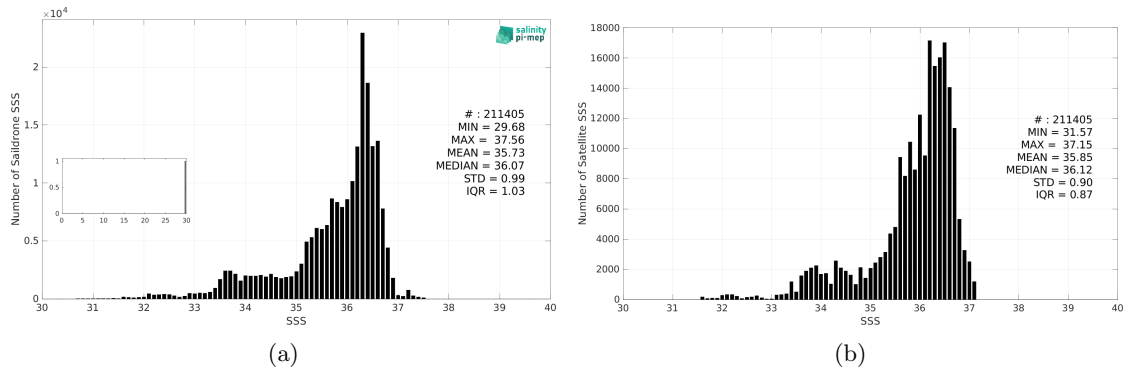 ×10^4
salinity
pi-mep
2
1.5
1
0.5
0
Number of Saildrone SSS
# : 211405
MIN = 29.68
MAX = 37.56
MEAN = 35.73
MEDIAN = 36.07
STD = 0.99
IQR = 1.03
1
0.5
0
0 5 10 15 20 25 30
30 31 32 33 34 35 36 37 38 39 40
SSS
(a)
18000
16000
14000
12000
10000
8000
6000
4000
2000
0
Number of Satellite SSS
# : 211405
MIN = 31.57
MAX = 37.15
MEAN = 35.85
MEDIAN = 36.12
STD = 0.90
IQR = 0.87
30 31 32 33 34 35 36 37 38 39 40
SSS
(b)